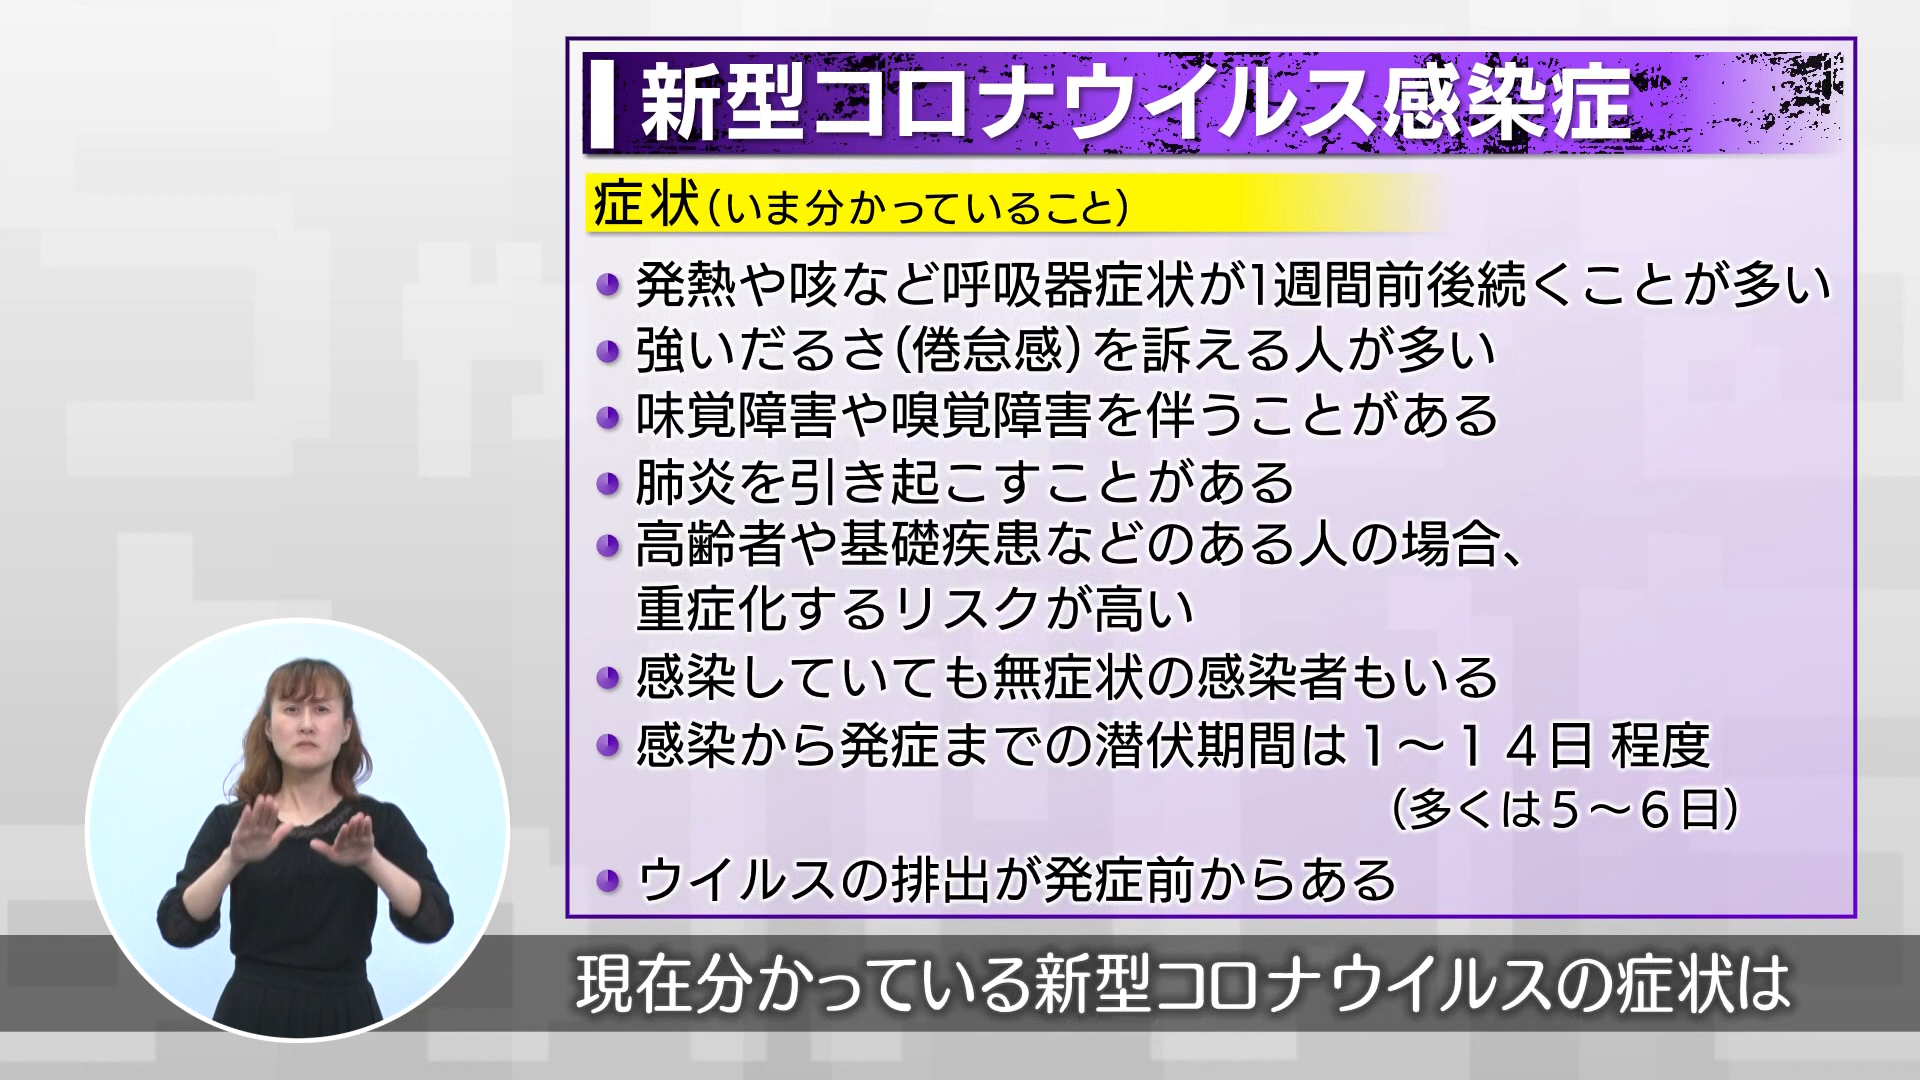 新型コロナウイルス感染症
症状（いま分かっていること）
発熱や咳など呼吸器症状が1週間前後続くことが多い
強いだるさ（倦怠感）を訴える人が多い
味覚障害や嗅覚障害を伴うことがある
肺炎を引き起こすことがある
高齢者や基礎疾患などのある人の場合、
重症化するリスクが高い
感染していても無症状の感染者もいる
感染から発症までの潜伏期間は１～１４日 程度
（多くは５～６日）
ウイルスの排出が発症前からある
現在分かっている新型コロナウイルスの症状は